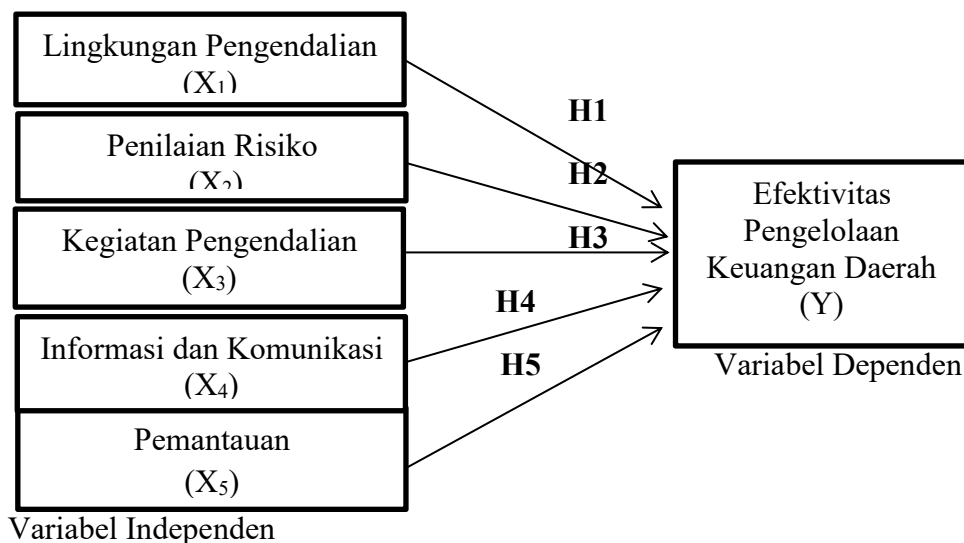 Lingkungan Pengendalian
(X₁)
H1
Penilaian Risiko
(X₂)
H2
Kegiatan Pengendalian
(X₃)
H3
Efektivitas
Pengelolaan
Keuangan Daerah
(Y)
Variabel Dependen
Informasi dan Komunikasi
(X₄)
H4
Pemantauan
(X₅)
H5
Variabel Independen